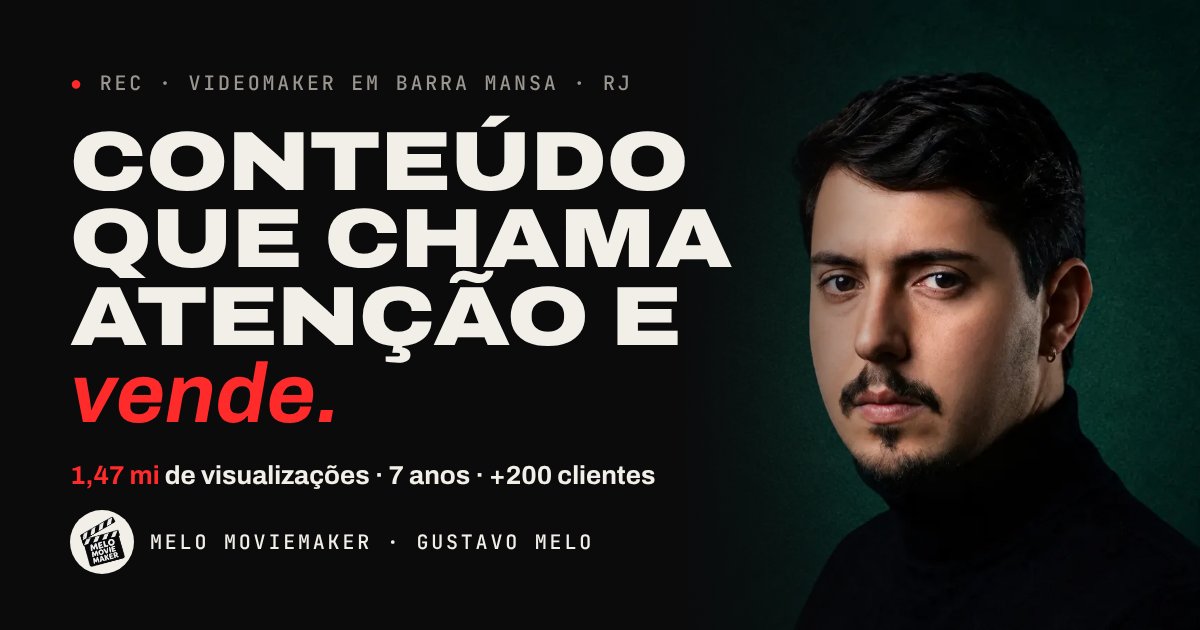 REC · VIDEOMAKER EM BARRA MANSA · RJ
CONTEÚDO
QUE CHAMA
ATENÇÃO E
vende.
1,47 mi de visualizações · 7 anos · +200 clientes
MELO
MOVIE
MAKER
MELO MOVIEMAKER · GUSTAVO MELO